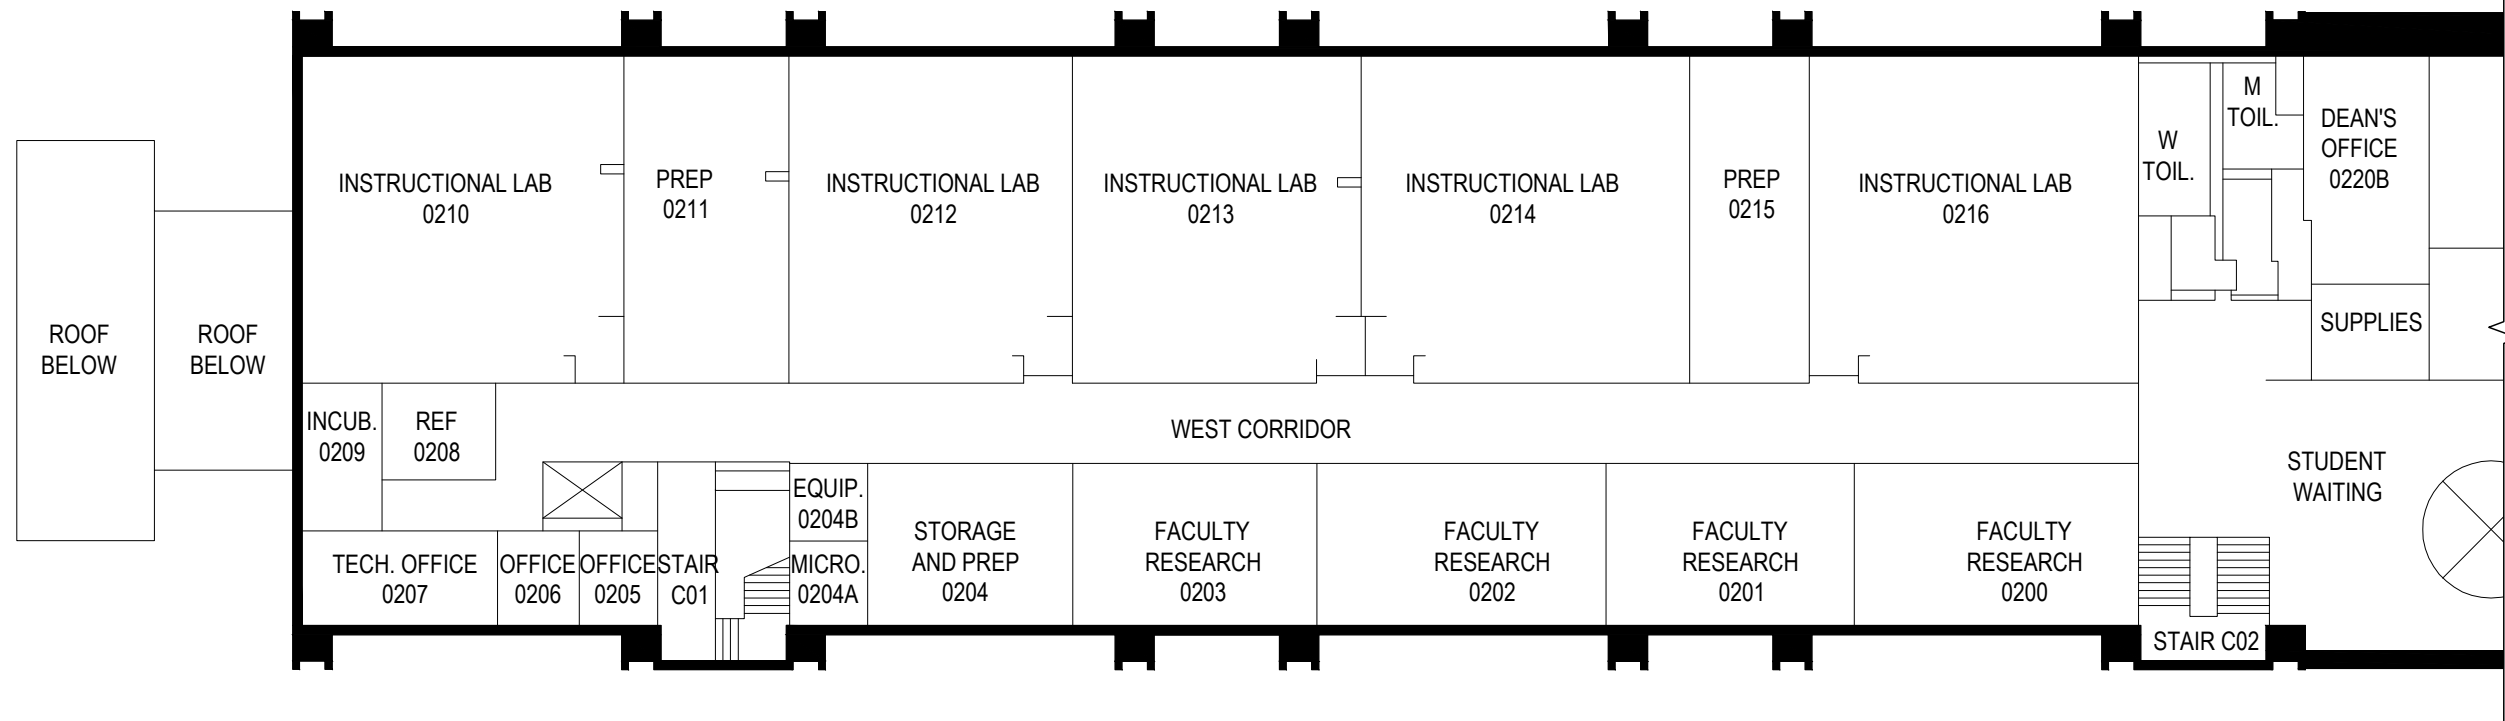 ROOF
BELOW
ROOF
BELOW
INSTRUCTIONAL LAB
0210
PREP
0211
INSTRUCTIONAL LAB
0212
INSTRUCTIONAL LAB
0213
INSTRUCTIONAL LAB
0214
PREP
0215
INSTRUCTIONAL LAB
0216
W
TOIL.
M
TOIL.
DEAN'S
OFFICE
0220B
SUPPLIES
INCUB.
0209
REF
0208
WEST CORRIDOR
STUDENT
WAITING
TECH. OFFICE
0207
OFFICE
0206
OFFICE
0205
STAIR
C01
EQUIP.
0204B
MICRO.
0204A
STORAGE
AND PREP
0204
FACULTY
RESEARCH
0203
FACULTY
RESEARCH
0202
FACULTY
RESEARCH
0201
FACULTY
RESEARCH
0200
STAIR C02